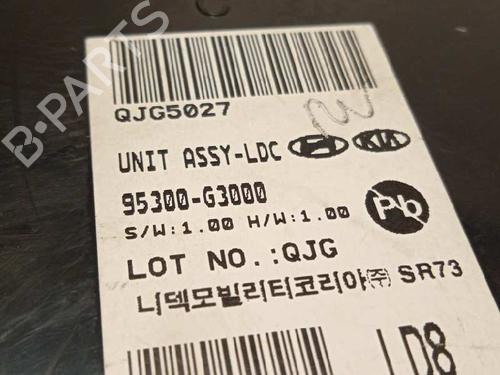 B-PARTS
QJG5027
UNIT ASSY-LDC KIA
95300-G3000
S/W:1.00 H/W:1.00
Pb
LOT NO.:QJG
니덱모빌리티코리아㈜ SR73
LD8